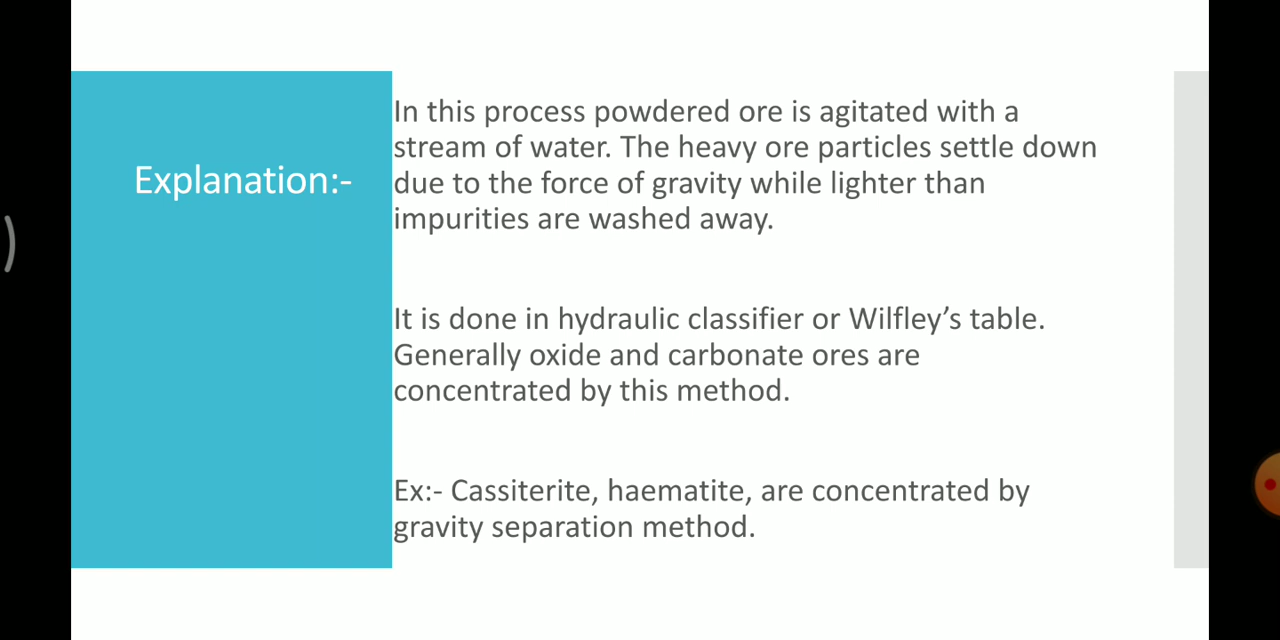 Explanation:-
In this process powdered ore is agitated with a
stream of water. The heavy ore particles settle down
due to the force of gravity while lighter than
impurities are washed away.
It is done in hydraulic classifier or Wilfley’s table.
Generally oxide and carbonate ores are
concentrated by this method.
Ex:- Cassiterite, haematite, are concentrated by
gravity separation method.